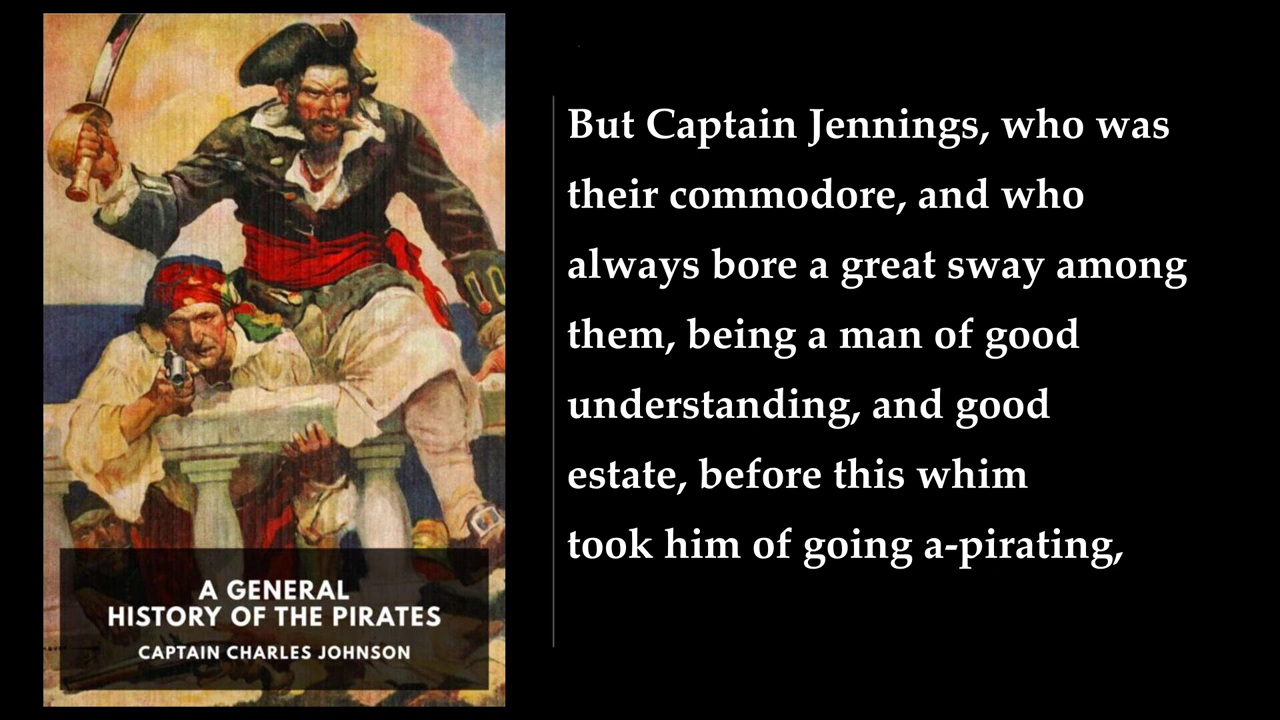 A GENERAL
HISTORY OF THE PIRATES
CAPTAIN CHARLES JOHNSON
But Captain Jennings, who was
their commodore, and who
always bore a great sway among
them, being a man of good
understanding, and good
estate, before this whim
took him of going a-pirating,